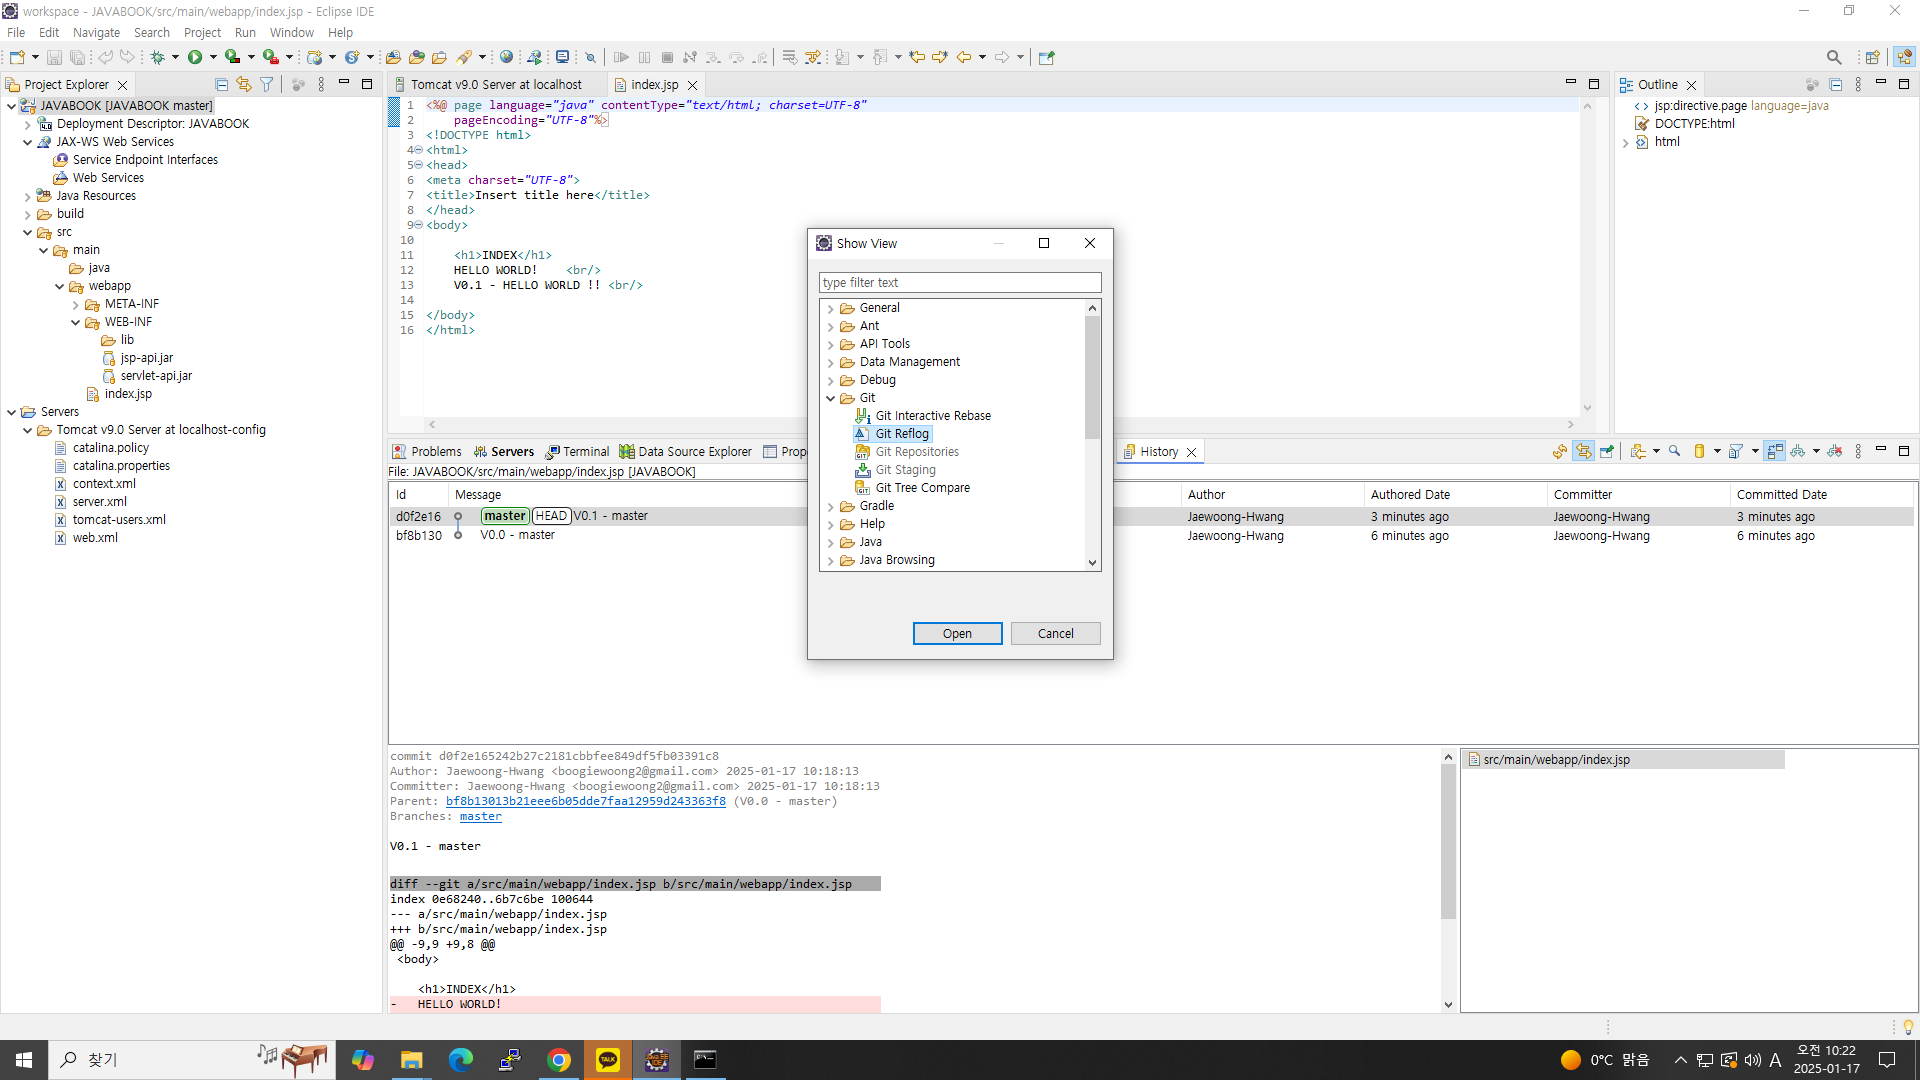 workspace - JAVABOOK/src/main/webapp/index.jsp - Eclipse IDE
File Edit Navigate Search Project Run Window Help
Project Explorer
JAVABOOK [JAVABOOK master]
Deployment Descriptor: JAVABOOK
JAX-WS Web Services
Service Endpoint Interfaces
Web Services
Java Resources
build
src
main
java
webapp
META-INF
WEB-INF
lib
jsp-api.jar
servlet-api.jar
index.jsp
Servers
Tomcat v9.0 Server at localhost-config
catalina.policy
catalina.properties
context.xml
server.xml
tomcat-users.xml
web.xml
Tomcat v9.0 Server at localhost
index.jsp
1 <%@ page language="java" contentType="text/html; charset=UTF-8"
2 pageEncoding="UTF-8"%>
3 <!DOCTYPE html>
4 <html>
5 <head>
6 <meta charset="UTF-8">
7 <title>Insert title here</title>
8 </head>
9 <body>
10
11 <h1>INDEX</h1>
12 HELLO WORLD! <br/>
13 V0.1 - HELLO WORLD !! <br/>
14
15 </body>
16 </html>
Outline
jsp:directive.page language=java
DOCTYPE:html
html
Show View
type filter text
General
Ant
API Tools
Data Management
Debug
Git
Git Interactive Rebase
Git Reflog
Git Repositories
Git Staging
Git Tree Compare
Gradle
Help
Java
Java Browsing
Open Cancel
Problems Servers Terminal Data Source Explorer Prop History
File: JAVABOOK/src/main/webapp/index.jsp [JAVABOOK]
Id Message Author Authored Date Committer Committed Date
d0f2e16 master HEAD V0.1 - master Jaewoong-Hwang 3 minutes ago Jaewoong-Hwang 3 minutes ago
bf8b130 V0.0 - master Jaewoong-Hwang 6 minutes ago Jaewoong-Hwang 6 minutes ago
commit d0f2e165242b27c2181cbbfee849df5fb03391c8
Author: Jaewoong-Hwang <boogiewoong2@gmail.com> 2025-01-17 10:18:13
Committer: Jaewoong-Hwang <boogiewoong2@gmail.com> 2025-01-17 10:18:13
Parent: bf8b13013b21eee6b05dde7faa12959d243363f8 (V0.0 - master)
Branches: master
V0.1 - master
diff --git a/src/main/webapp/index.jsp b/src/main/webapp/index.jsp
index 0e68240..6b7c6be 100644
--- a/src/main/webapp/index.jsp
+++ b/src/main/webapp/index.jsp
@@ -9,9 +9,8 @@
<body>
<h1>INDEX</h1>
- HELLO WORLD!
src/main/webapp/index.jsp
찾기
TALK
Java EE IDE
0°C 맑음
A
오전 10:22
2025-01-17